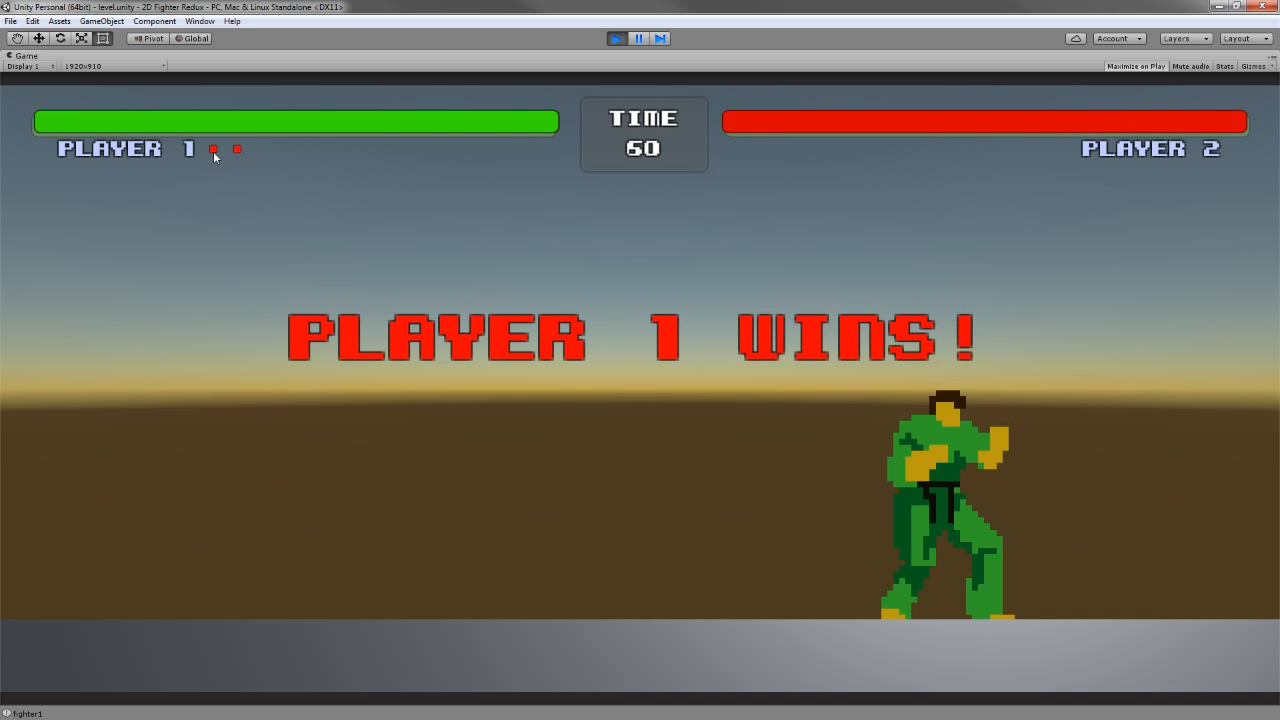 Unity Personal (64bit) - level.unity - 2D Fighter Redux - PC, Mac & Linux Standalone <DX11>
File Edit Assets GameObject Component Window Help
Pivot Global Account Layers Layout
Game
Display 1 1920x910 Maximize on Play Mute audio Stats Gizmos
TIME
PLAYER 1 60 PLAYER 2
PLAYER 1 WINS!
fighter1